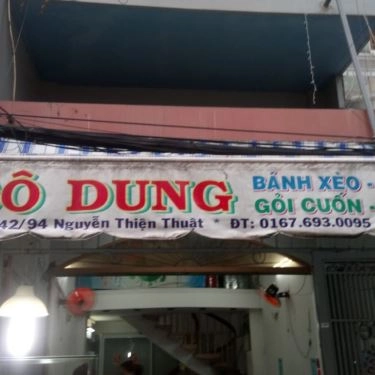 Ô DUNG
BÁNH XÈO -
GỎI CUỐN -
42/94 Nguyễn Thiện Thuật ĐT: 0167.693.0095